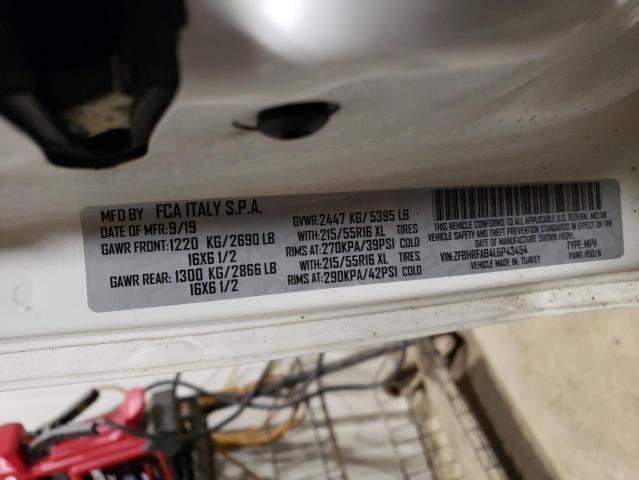 MFD BY FCA ITALY S.P.A.
DATE OF MFR: 9/19
GAWR FRONT: 1220 KG/2690 LB
16X6 1/2
GAWR REAR: 1300 KG/2866 LB
16X6 1/2
GVWR: 2447 KG/ 5395 LB
WITH: 215/55R16 XL TIRES
RIMS AT: 270KPA/39PSI COLD
WITH: 215/55R16 XL TIRES
RIMS AT: 290KPA/42PSI COLD
THIS VEHICLE CONFORMS TO ALL APPLICABLE
FEDERAL MOTOR VEHICLE SAFETY
STANDARDS IN EFFECT ON THE DATE OF
MANUFACTURE SHOWN ABOVE
VIN: ZFBHRFAB4L6P43454 TYPE: MPV
MADE IN: TURKEY PAINT: 850/B